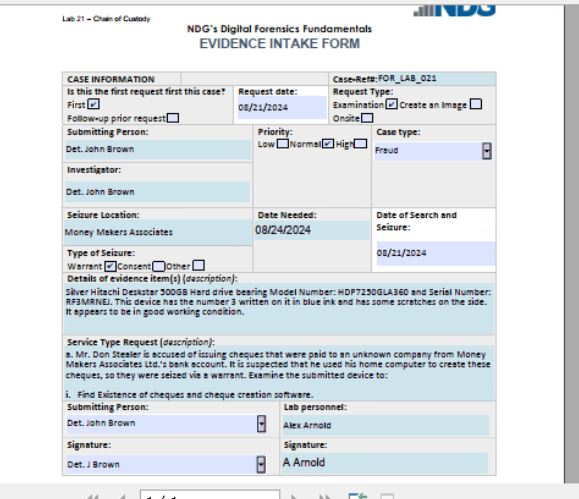 NDG
Lab 21 – Chain of Custody
NDG's Digital Forensics Fundamentals
EVIDENCE INTAKE FORM
CASE INFORMATION Case-Ref#:FOR_LAB_021
Is this the first request first this case? Request date: Request Type:
First 08/21/2024 Examination Create an Image
Follow-up prior request Onsite
Submitting Person: Priority: Case type:
Det. John Brown Low Normal High Fraud
Investigator:
Det. John Brown
Seizure Location: Date Needed: Date of Search and
Seizure:
Money Makers Associates 08/24/2024
Type of Seizure: 08/21/2024
Warrant Consent Other
Details of evidence item(s) (description):
Silver Hitachi Deskstar 500GB Hard drive bearing Model Number: HDP7250GLA360 and Serial Number:
RF3MRNEJ. This device has the number 3 written on it in blue ink and has some scratches on the side.
It appears to be in good working condition.
Service Type Request (description):
a. Mr. Don Stealer is accused of issuing cheques that were paid to an unknown company from Money
Makers Associates Ltd.'s bank account. It is suspected that he used his home computer to create these
cheques, so they were seized via a warrant. Examine the submitted device to:
i. Find Existence of cheques and cheque creation software.
Submitting Person: Lab personnel:
Det. John Brown Alex Arnold
Signature: Signature:
Det. J Brown A Arnold